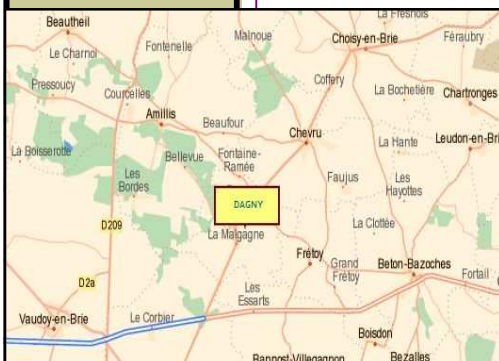 La Fresnois
Beautheil
Malnoue
Choisy-en-Brie
Féraubry
Le Charnoi
Fontenelle
Coffery
Pressoucy
Courcelles
La Bochetière
Chartronges
Amillis
Beaufour
Chevru
La Hante
Leudon-en-Brie
La Boisserotte
Bellevue
Fontaine-
Ramée
Les
Bordes
Faujus
Les
Hayottes
DAGNY
D209
La Malgagne
La Clottée
Frétoy
Grand
Frétoy
Beton-Bazoches
Fortail
D2a
Les
Essarts
Vaudoy-en-Brie
Le Corbier
Boisdon
Bannost-Villegagnon
Bezalles